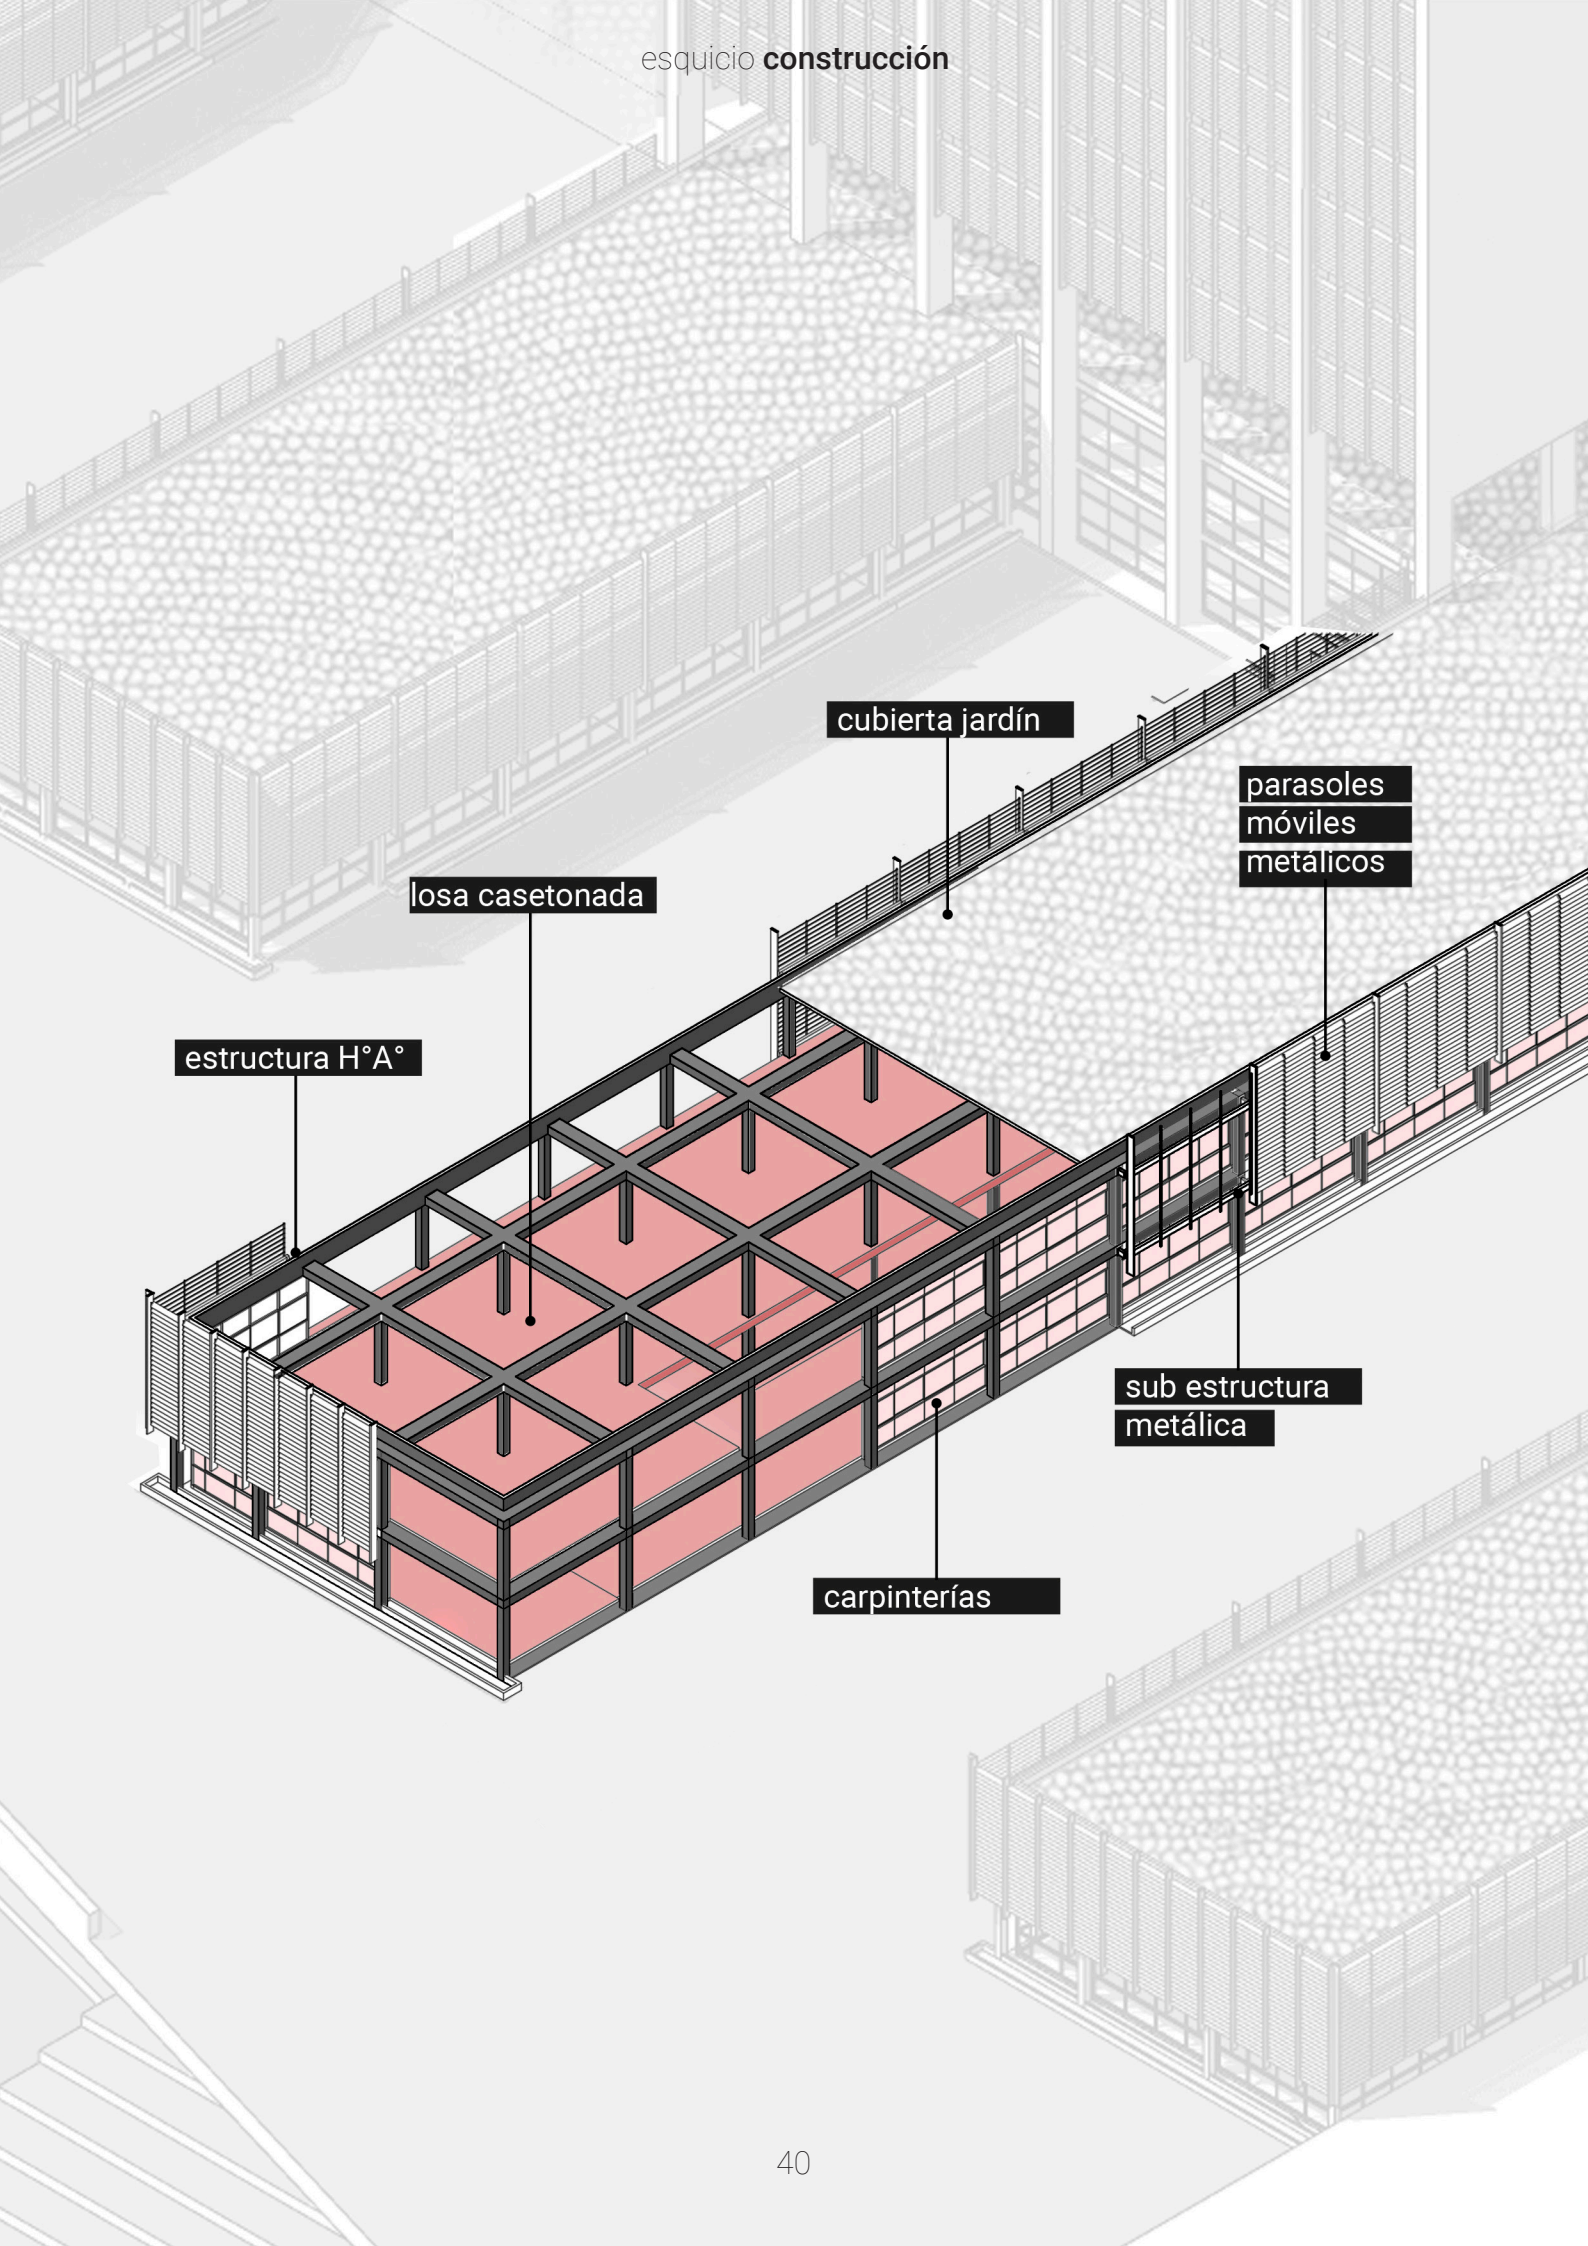 esquicio construcción
cubierta jardín
parasoles
móviles
metálicos
losa casetonada
estructura H°A°
sub estructura
metálica
carpinterías
40